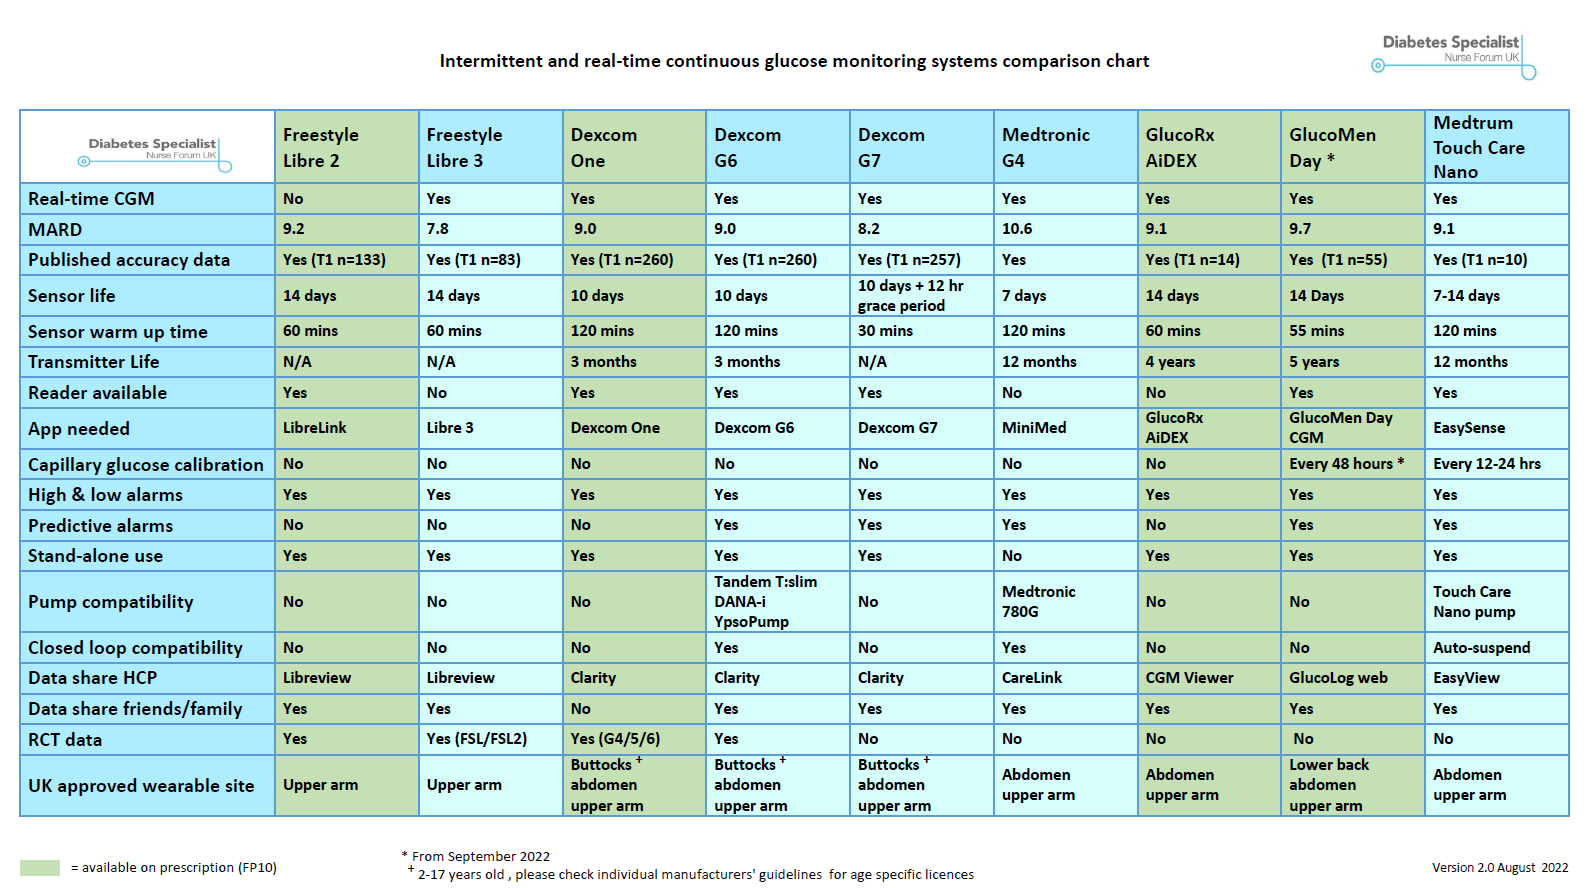 Intermittent and real-time continuous glucose monitoring systems comparison chart
Diabetes Specialist
Nurse Forum UK
Diabetes Specialist
Nurse Forum UK
Freestyle
Libre 2
Freestyle
Libre 3
Dexcom
One
Dexcom
G6
Dexcom
G7
Medtronic
G4
GlucoRx
AiDEX
GlucoMen
Day *
Medtrum
Touch Care
Nano
Real-time CGM No Yes Yes Yes Yes Yes Yes Yes Yes
MARD 9.2 7.8 9.0 9.0 8.2 10.6 9.1 9.7 9.1
Published accuracy data Yes (T1 n=133) Yes (T1 n=83) Yes (T1 n=260) Yes (T1 n=260) Yes (T1 n=257) Yes Yes (T1 n=14) Yes (T1 n=55) Yes (T1 n=10)
Sensor life 14 days 14 days 10 days 10 days
10 days + 12 hr
grace period
7 days 14 days 14 Days 7-14 days
Sensor warm up time 60 mins 60 mins 120 mins 120 mins 30 mins 120 mins 60 mins 55 mins 120 mins
Transmitter Life N/A N/A 3 months 3 months N/A 12 months 4 years 5 years 12 months
Reader available Yes No Yes Yes Yes No No Yes Yes
App needed LibreLink Libre 3 Dexcom One Dexcom G6 Dexcom G7 MiniMed
GlucoRx
AiDEX
GlucoMen Day
CGM
EasySense
Capillary glucose calibration No No No No No No No Every 48 hours * Every 12-24 hrs
High & low alarms Yes Yes Yes Yes Yes Yes Yes Yes Yes
Predictive alarms No No No Yes Yes Yes No Yes Yes
Stand-alone use Yes Yes Yes Yes Yes No Yes Yes Yes
Pump compatibility No No No
Tandem T:slim
DANA-i
YpsoPump
No
Medtronic
780G
No No
Touch Care
Nano pump
Closed loop compatibility No No No Yes No Yes No No Auto-suspend
Data share HCP Libreview Libreview Clarity Clarity Clarity CareLink CGM Viewer GlucoLog web EasyView
Data share friends/family Yes Yes No Yes Yes Yes Yes Yes Yes
RCT data Yes Yes (FSL/FSL2) Yes (G4/5/6) Yes No No No No No
UK approved wearable site Upper arm Upper arm
Buttocks +
abdomen
upper arm
Buttocks +
abdomen
upper arm
Buttocks +
abdomen
upper arm
Abdomen
upper arm
Abdomen
upper arm
Lower back
abdomen
upper arm
Abdomen
upper arm
= available on prescription (FP10)
* From September 2022
+ 2-17 years old , please check individual manufacturers' guidelines for age specific licences
Version 2.0 August 2022